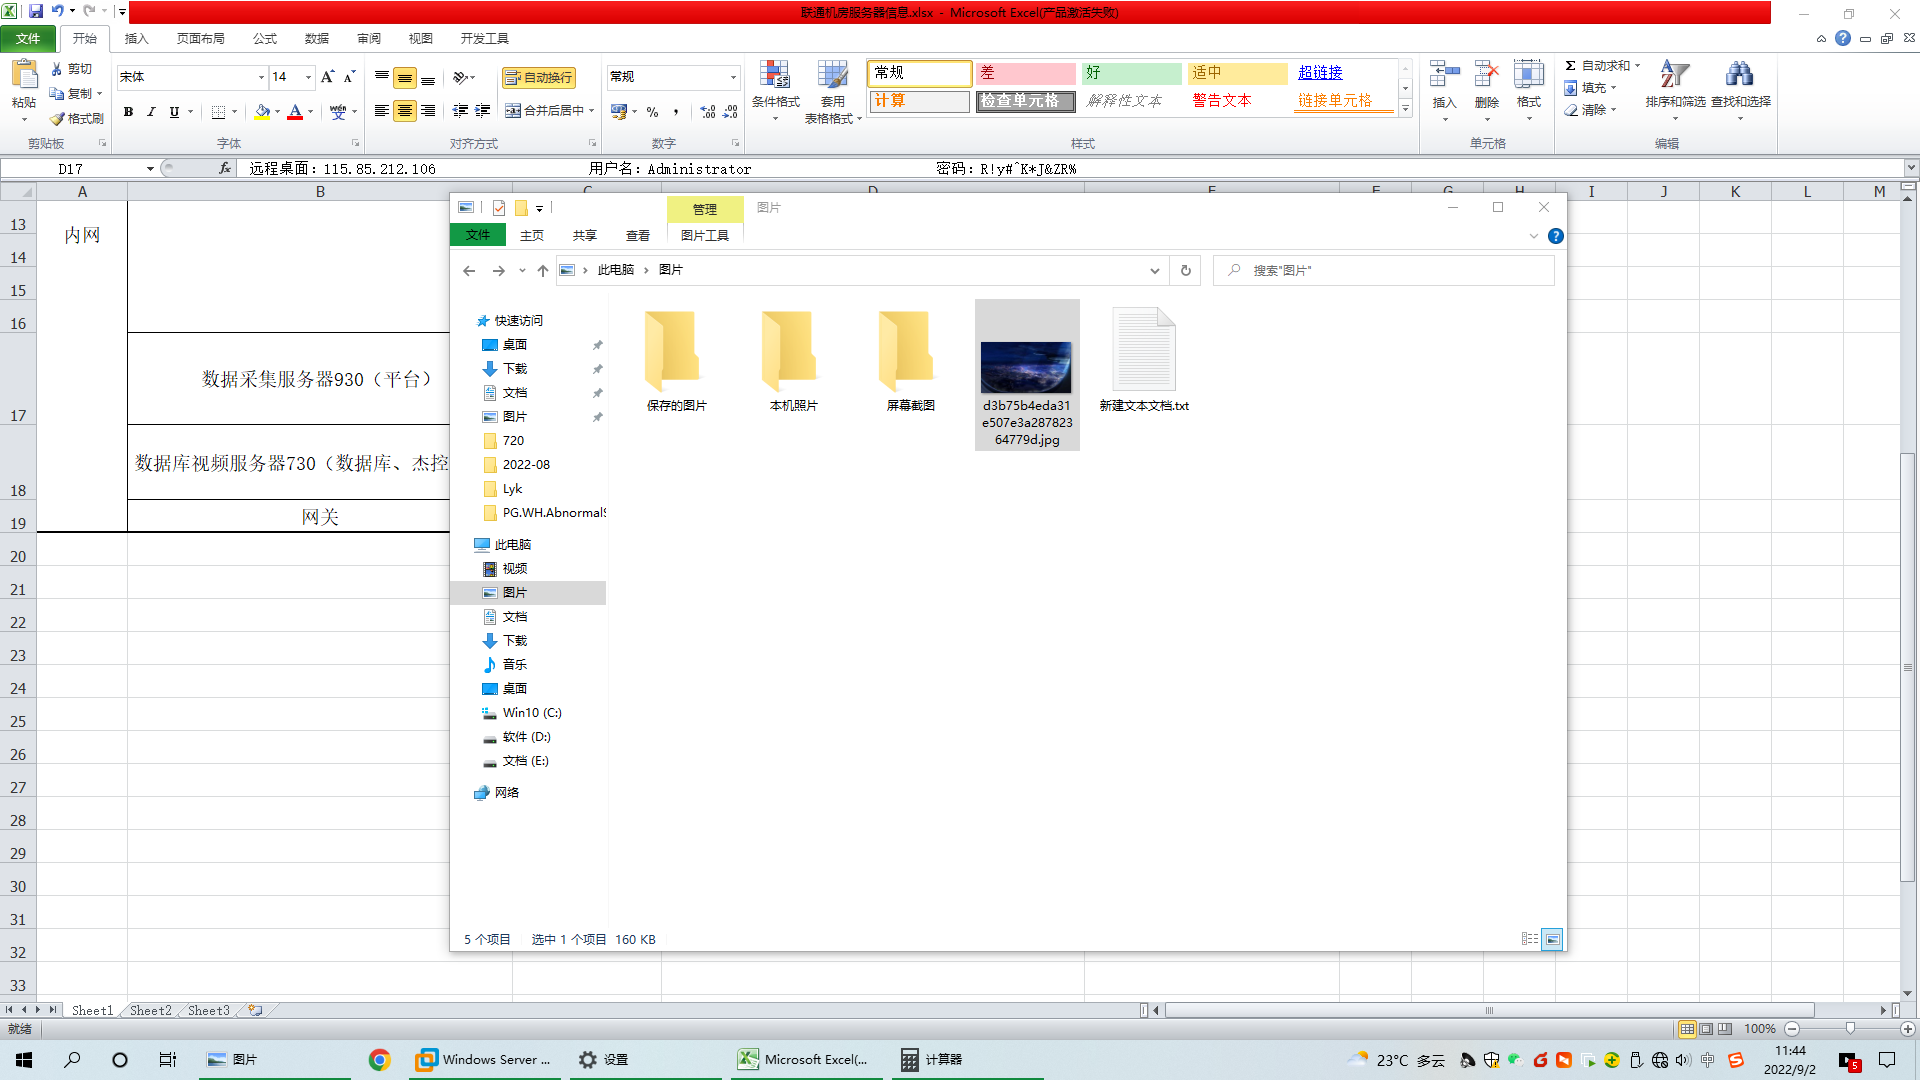 联通机房服务器信息.xlsx - Microsoft Excel(产品激活失败)
文件 开始 插入 页面布局 公式 数据 审阅 视图 开发工具
粘贴 剪切 复制 格式刷 剪贴板
宋体 14 B I U 字体
自动换行 合并后居中 对齐方式
常规 % , 数字
条件格式 套用表格格式
常规 差 好 适中 超链接
计算 检查单元格 解释性文本 警告文本 链接单元格
样式
插入 删除 格式 单元格
自动求和 填充 清除 排序和筛选 查找和选择 编辑
D17 fx 远程桌面：115.85.212.106 用户名：Administrator 密码：R!y#^K*J&ZR%
A B C D E F G H I J K L M
13
内网
14
15
16
数据采集服务器930（平台）
17
数据库视频服务器730（数据库、杰控
18
网关
19
20
21
22
23
24
25
26
27
28
29
30
31
32
33
管理 图片
文件 主页 共享 查看 图片工具
此电脑 图片 搜索"图片"
快速访问
桌面
下载
文档
图片
720
2022-08
Lyk
PG.WH.AbnormalS
此电脑
视频
图片
文档
下载
音乐
桌面
Win10 (C:)
软件 (D:)
文档 (E:)
网络
保存的图片
本机照片
屏幕截图
d3b75b4eda31
e507e3a287823
64779d.jpg
新建文本文档.txt
5 个项目 选中 1 个项目 160 KB
Sheet1 Sheet2 Sheet3
就绪 100%
图片 Windows Server ... 设置 Microsoft Excel(... 计算器
23°C 多云 中 11:44
2022/9/2
5